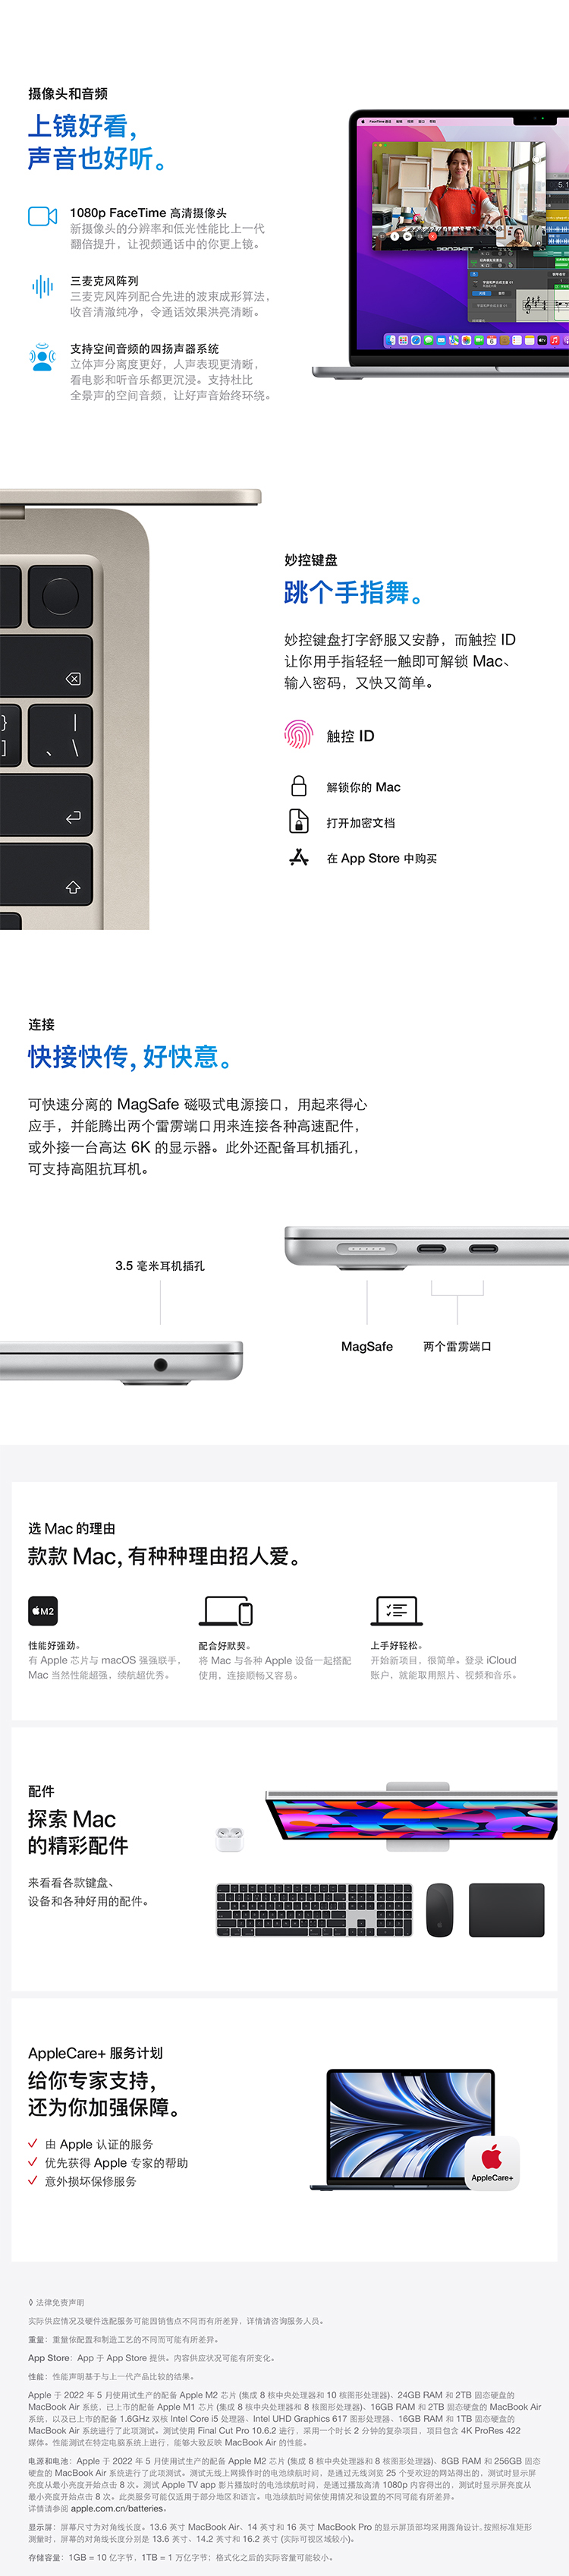 摄像头和音频
上镜好看，
声音也好听。
1080p FaceTime 高清摄像头
新摄像头的分辨率和低光性能比上一代
翻倍提升，让视频通话中的你更上镜。
三麦克风阵列
三麦克风阵列配合先进的波束成形算法，
收音清澈纯净，令通话效果洪亮清晰。
支持空间音频的四扬声器系统
立体声分离度更好，人声表现更清晰，
看电影和听音乐都更沉浸。支持杜比
全景声的空间音频，让好声音始终环绕。
妙控键盘
跳个手指舞。
妙控键盘打字舒服又安静，而触控 ID
让你用手指轻轻一触即可解锁 Mac、
输入密码，又快又简单。
触控 ID
解锁你的 Mac
打开加密文档
在 App Store 中购买
}
|
]
、 \
连接
快接快传，好快意。
可快速分离的 MagSafe 磁吸式电源接口，用起来得心
应手，并能腾出两个雷雳端口用来连接各种高速配件，
或外接一台高达 6K 的显示器。此外还配备耳机插孔，
可支持高阻抗耳机。
3.5 毫米耳机插孔
MagSafe
两个雷雳端口
选 Mac 的理由
款款 Mac，有种种理由招人爱。
M2
性能好强劲。
有 Apple 芯片与 macOS 强强联手，
Mac 当然性能超强，续航超优秀。
配合好默契。
将 Mac 与各种 Apple 设备一起搭配
使用，连接顺畅又容易。
上手好轻松。
开始新项目，很简单。登录 iCloud
账户，就能取用照片、视频和音乐。
配件
探索 Mac
的精彩配件
来看看各款键盘、
设备和各种好用的配件。
AppleCare+ 服务计划
给你专家支持，
还为你加强保障。
由 Apple 认证的服务
优先获得 Apple 专家的帮助
意外损坏保修服务
AppleCare+
◊ 法律免责声明
实际供应情况及硬件选配服务可能因销售点不同而有所差异，详情请咨询服务人员。
重量：重量依配置和制造工艺的不同而可能有所差异。
App Store：App 于 App Store 提供。内容供应状况可能有所变化。
性能：性能声明基于与上一代产品比较的结果。
Apple 于 2022 年 5 月使用试生产的配备 Apple M2 芯片 (集成 8 核中央处理器和 10 核图形处理器)、24GB RAM 和 2TB 固态硬盘的
MacBook Air 系统，已上市的配备 Apple M1 芯片 (集成 8 核中央处理器和 8 核图形处理器)、16GB RAM 和 2TB 固态硬盘的 MacBook Air
系统，以及已上市的配备 1.6GHz 双核 Intel Core i5 处理器、Intel UHD Graphics 617 图形处理器、16GB RAM 和 1TB 固态硬盘的
MacBook Air 系统进行了此项测试。测试使用 Final Cut Pro 10.6.2 进行，采用一个时长 2 分钟的复杂项目，项目包含 4K ProRes 422
媒体。性能测试在特定电脑系统上进行，能够大致反映 MacBook Air 的性能。
电源和电池：Apple 于 2022 年 5 月使用试生产的配备 Apple M2 芯片 (集成 8 核中央处理器和 8 核图形处理器)、8GB RAM 和 256GB 固态
硬盘的 MacBook Air 系统进行了此项测试。测试无线上网操作时的电池续航时间，是通过无线浏览 25 个受欢迎的网站得出的，测试时显示屏
亮度从最小亮度开始点击 8 次。测试 Apple TV app 影片播放时的电池续航时间，是通过播放高清 1080p 内容得出的，测试时显示屏亮度从
最小亮度开始点击 8 次。此类服务可能仅适用于部分地区和语言。电池续航时间依使用情况和设置的不同可能有所差异。
详情请参阅 apple.com.cn/batteries。
显示屏：屏幕尺寸为对角线长度。13.6 英寸 MacBook Air、14 英寸和 16 英寸 MacBook Pro 的显示屏顶部均采用圆角设计。按照标准矩形
测量时，屏幕的对角线长度分别是 13.6 英寸、14.2 英寸和 16.2 英寸 (实际可视区域较小)。
存储容量：1GB = 10 亿字节，1TB = 1 万亿字节；格式化之后的实际容量可能较小。